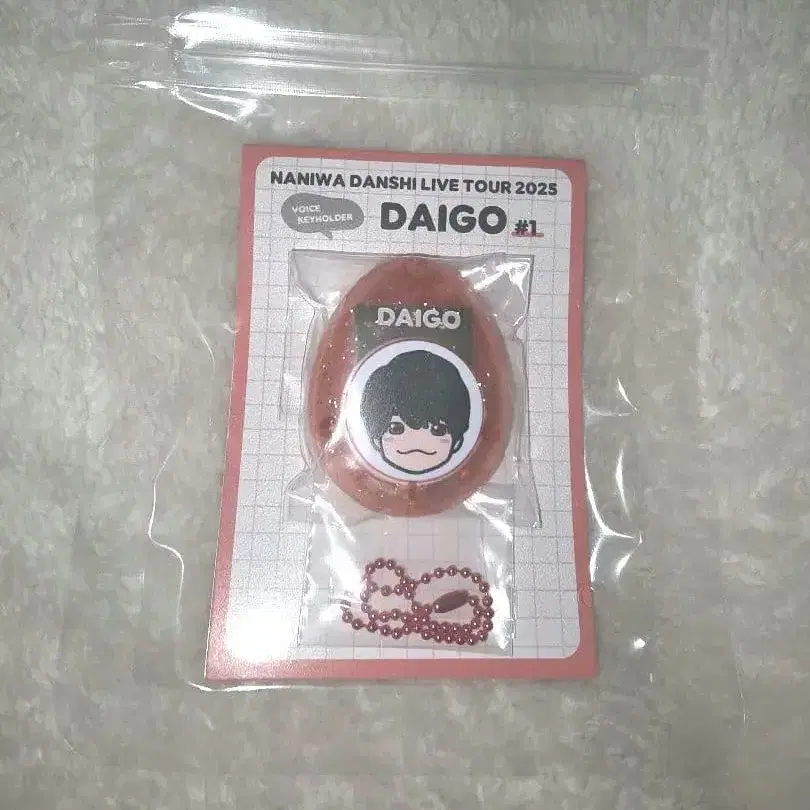 NANIWA DANSHI LIVE TOUR 2025
VOICE
KEYHOLDER
DAIGO #1
DAIGO